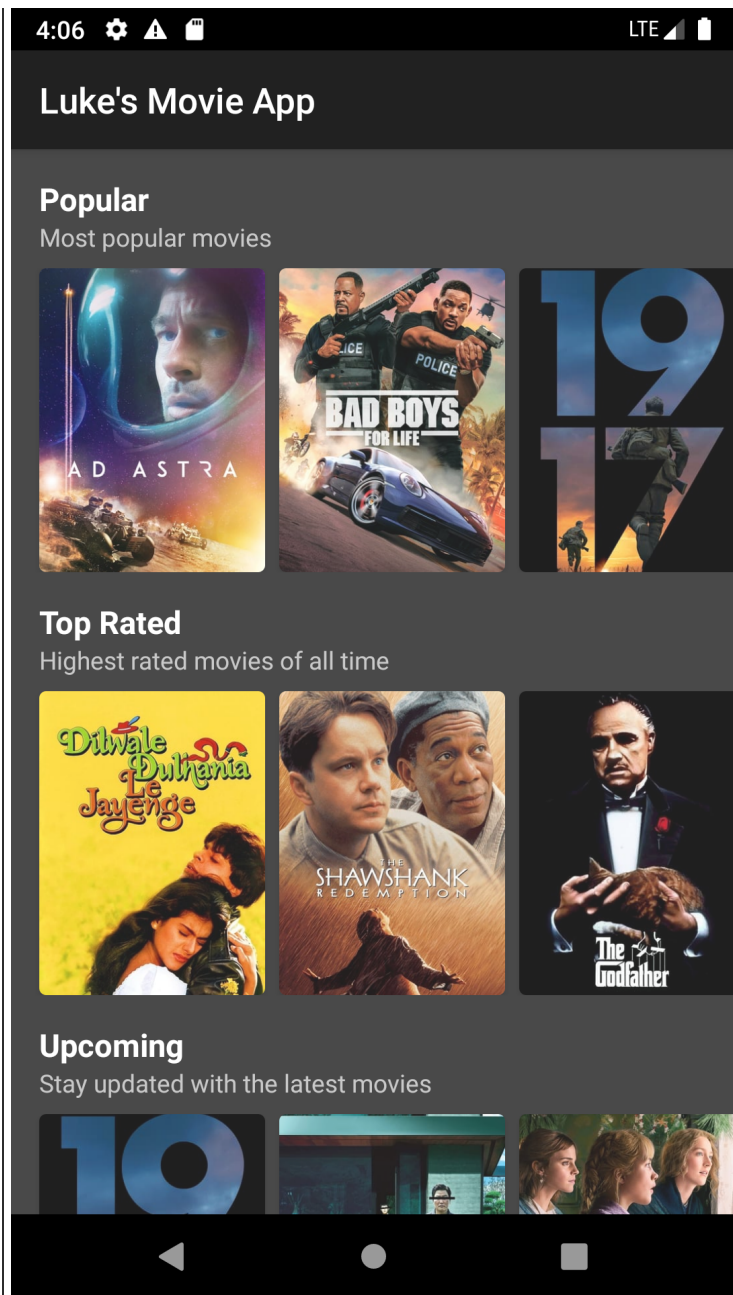 4:06
LTE
Luke's Movie App
Popular
Most popular movies
AD ASTRA
LICE
POLICE
BAD BOYS
FOR LIFE
19
17
Top Rated
Highest rated movies of all time
Dilwale
Dulhania
Le
Jayenge
THE
SHAWSHANK
REDEMPTION
The
Godfather
Upcoming
Stay updated with the latest movies
19